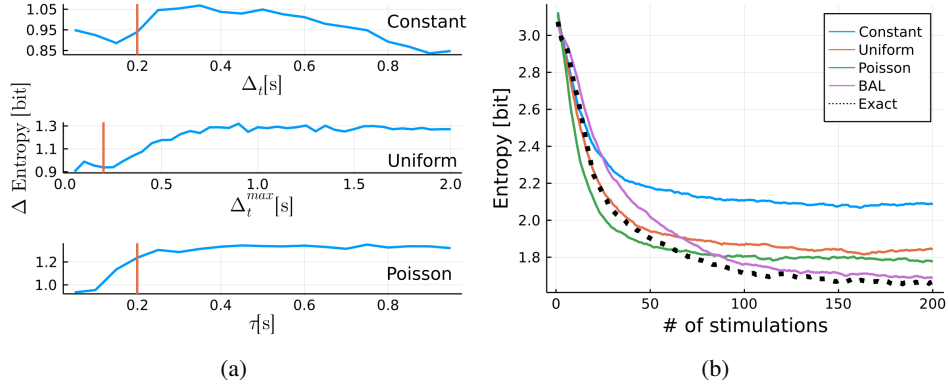 1.05
0.95
0.85
Constant
0.2
0.4
0.6
0.8
Δt[s]
Δ Entropy [bit]
1.3
1.1
0.9
Uniform
0.0
0.5
1.0
1.5
2.0
Δt^max[s]
1.2
1.0
Poisson
0.2
0.4
0.6
0.8
τ[s]
(a)
Entropy [bit]
3.0
2.8
2.6
2.4
2.2
2.0
1.8
Constant
Uniform
Poisson
BAL
Exact
0
50
100
150
200
# of stimulations
(b)